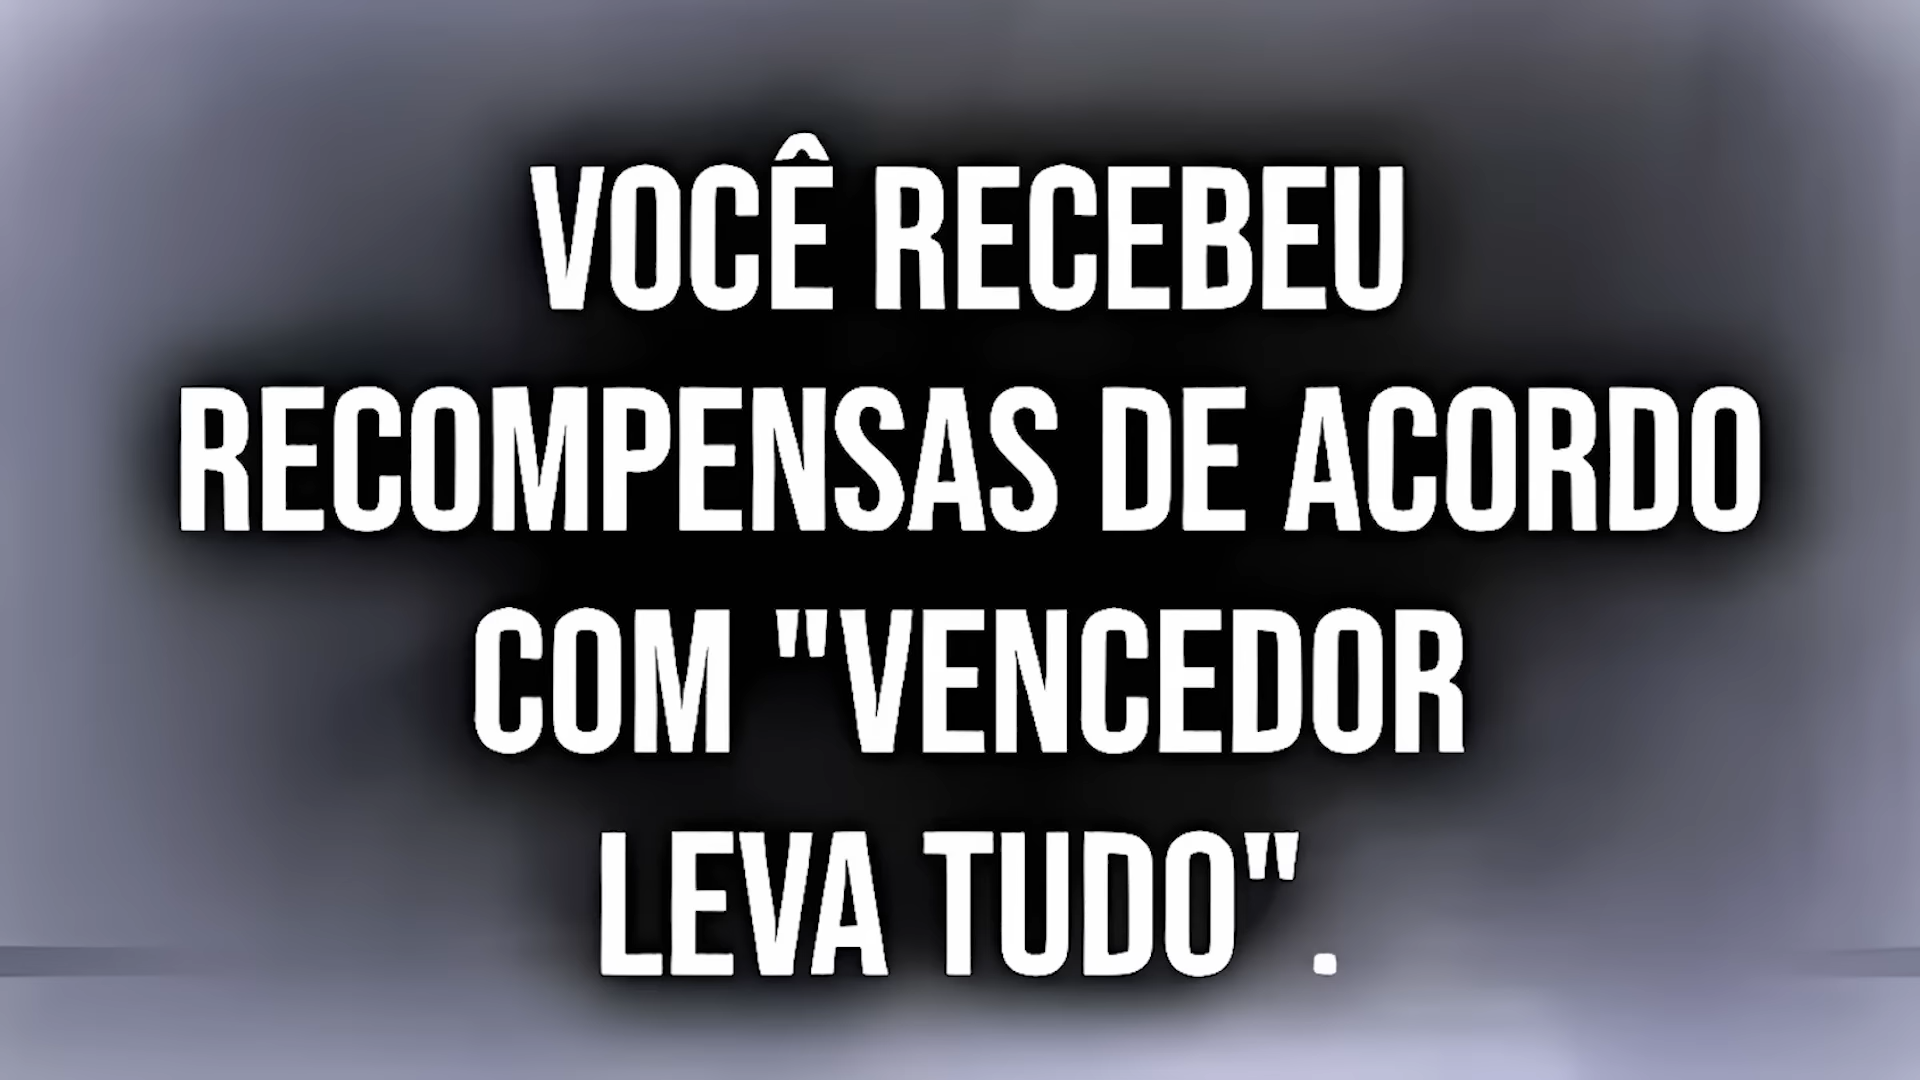 VOCÊ RECEBEU
RECOMPENSAS DE ACORDO
COM "VENCEDOR
LEVA TUDO" .